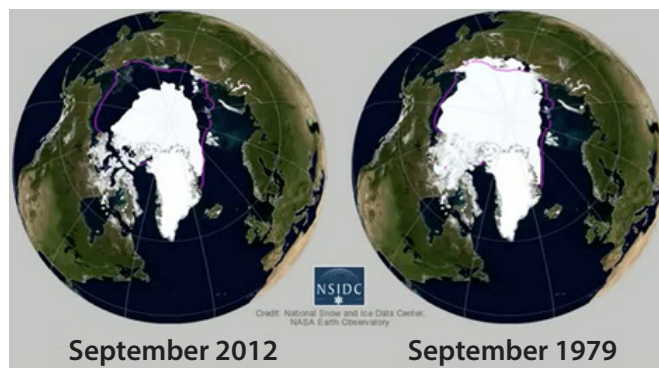 NSIDC
Credit: National Snow and Ice Data Center,
NASA Earth Observatory
September 2012
September 1979